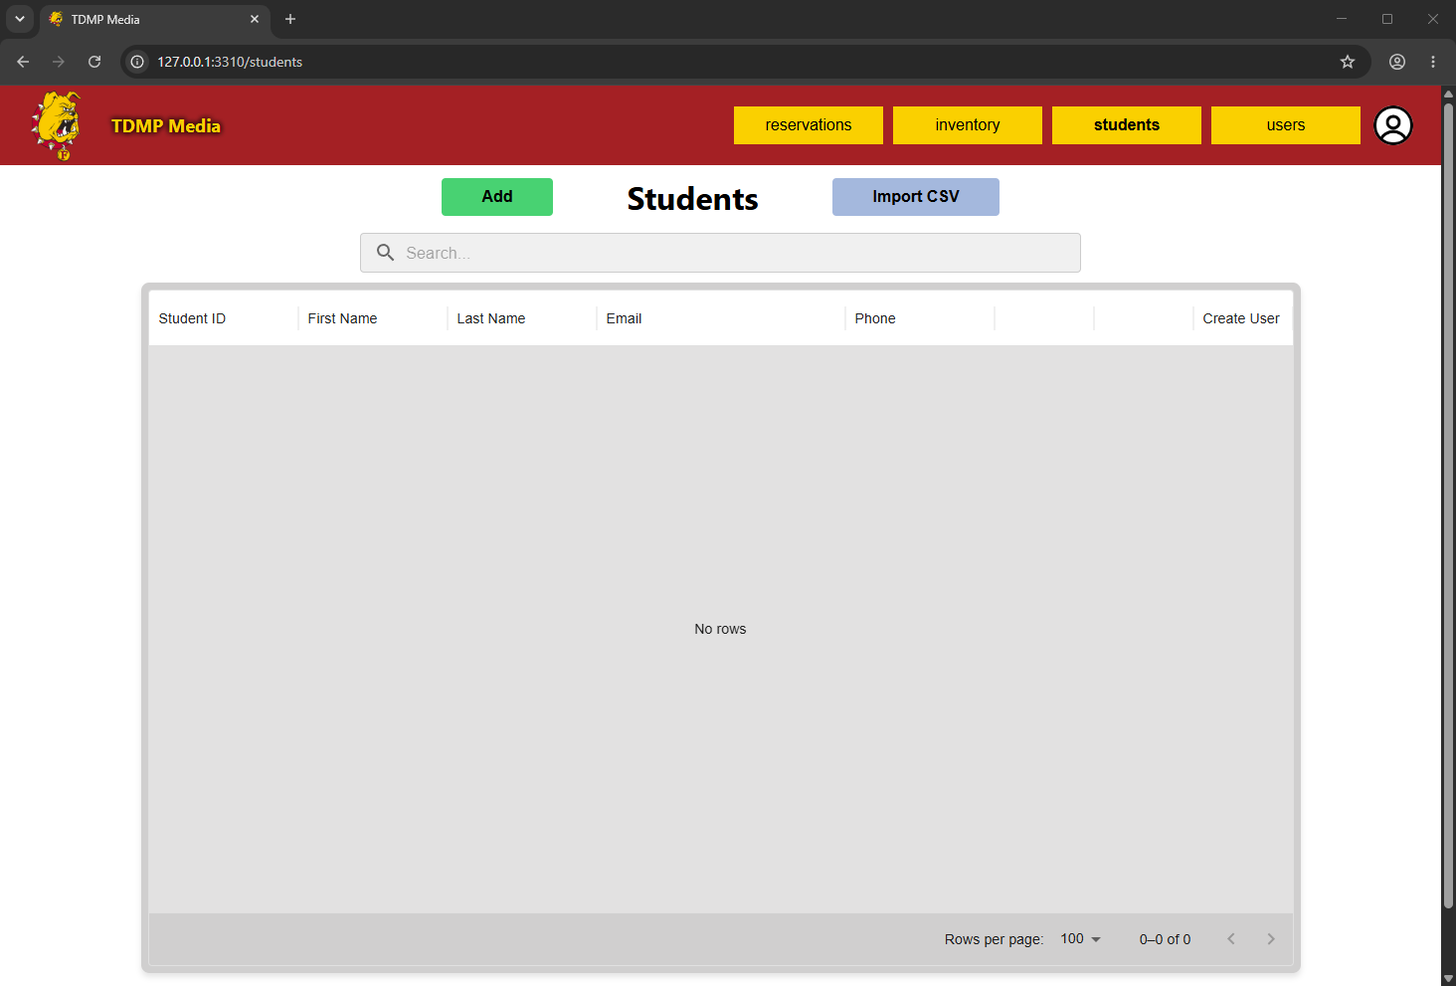 TDMP Media
127.0.0.1:3310/students
TDMP Media
reservations
inventory
students
users
F
Add
Students
Import CSV
Search...
Student ID
First Name
Last Name
Email
Phone
Create User
No rows
Rows per page:
100
0–0 of 0